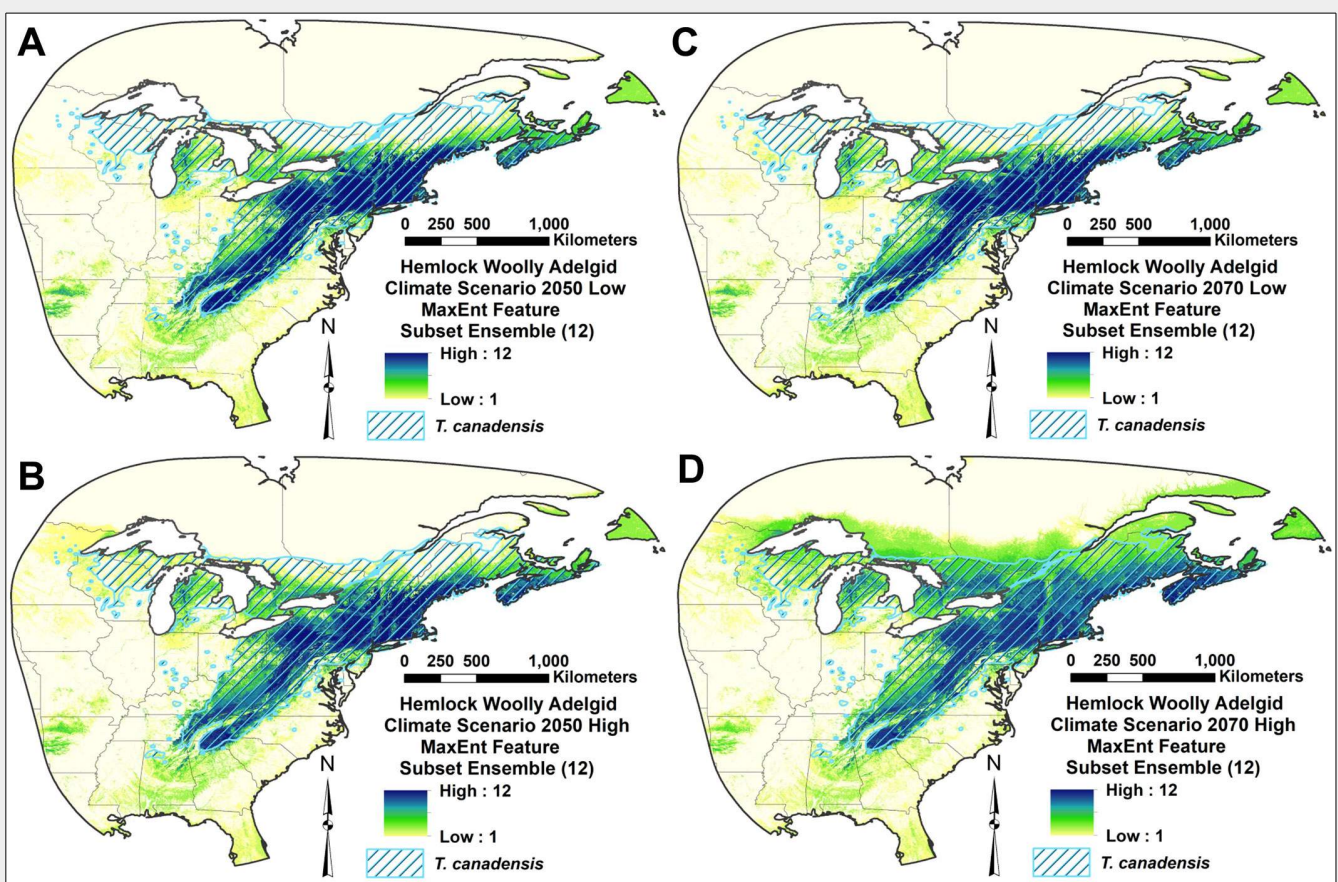 A
0 250 500 1,000
Kilometers
Hemlock Woolly Adelgid
Climate Scenario 2050 Low
MaxEnt Feature
Subset Ensemble (12)
N
High : 12
Low : 1
T. canadensis
C
0 250 500 1,000
Kilometers
Hemlock Woolly Adelgid
Climate Scenario 2070 Low
MaxEnt Feature
Subset Ensemble (12)
N
High : 12
Low : 1
T. canadensis
B
0 250 500 1,000
Kilometers
Hemlock Woolly Adelgid
Climate Scenario 2050 High
MaxEnt Feature
Subset Ensemble (12)
N
High : 12
Low : 1
T. canadensis
D
0 250 500 1,000
Kilometers
Hemlock Woolly Adelgid
Climate Scenario 2070 High
MaxEnt Feature
Subset Ensemble (12)
N
High : 12
Low : 1
T. canadensis